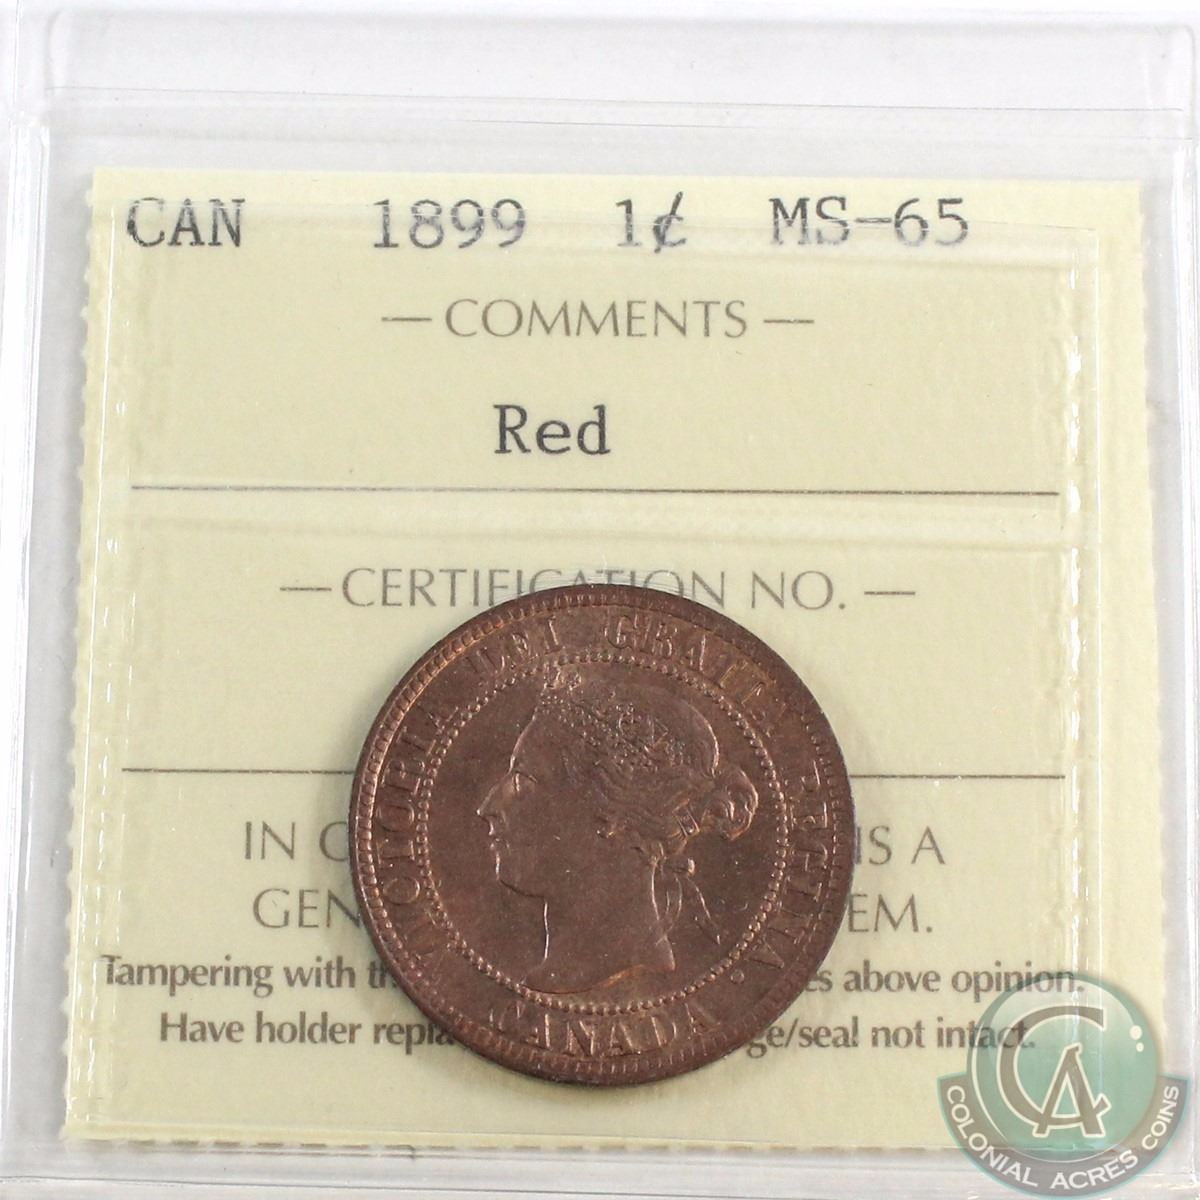 CAN 1899 1¢ MS-65
— COMMENTS —
Red
— CERTIFICATION NO. —
VICTORIA DEI GRATIA REGINA.
CANADA
IN IS A
GEN EM.
Tampering with th es above opinion.
Have holder repla ge/seal not intact.
CA
COLONIAL ACRES COINS